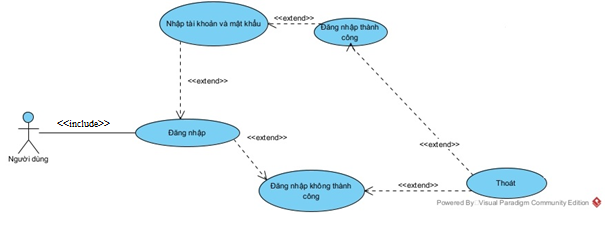 Nhập tài khoản và mật khẩu
<<extend>>
Đăng nhập thành
công
<<extend>>
<<include>>
Đăng nhập
<<extend>>
<<extend>>
Người dùng
Đăng nhập không thành
công
<<extend>>
Thoát
Powered By: Visual Paradigm Community Edition